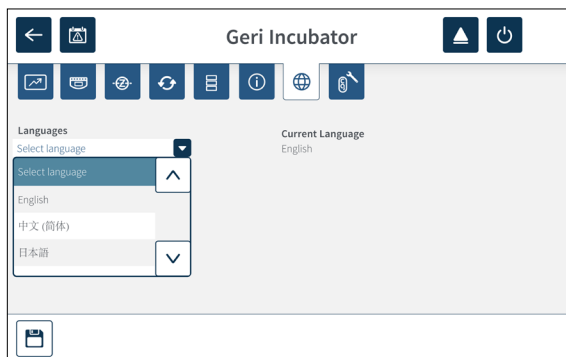 Geri Incubator
Languages
Select language
Select language
English
中文 (简体)
日本語
Current Language
English